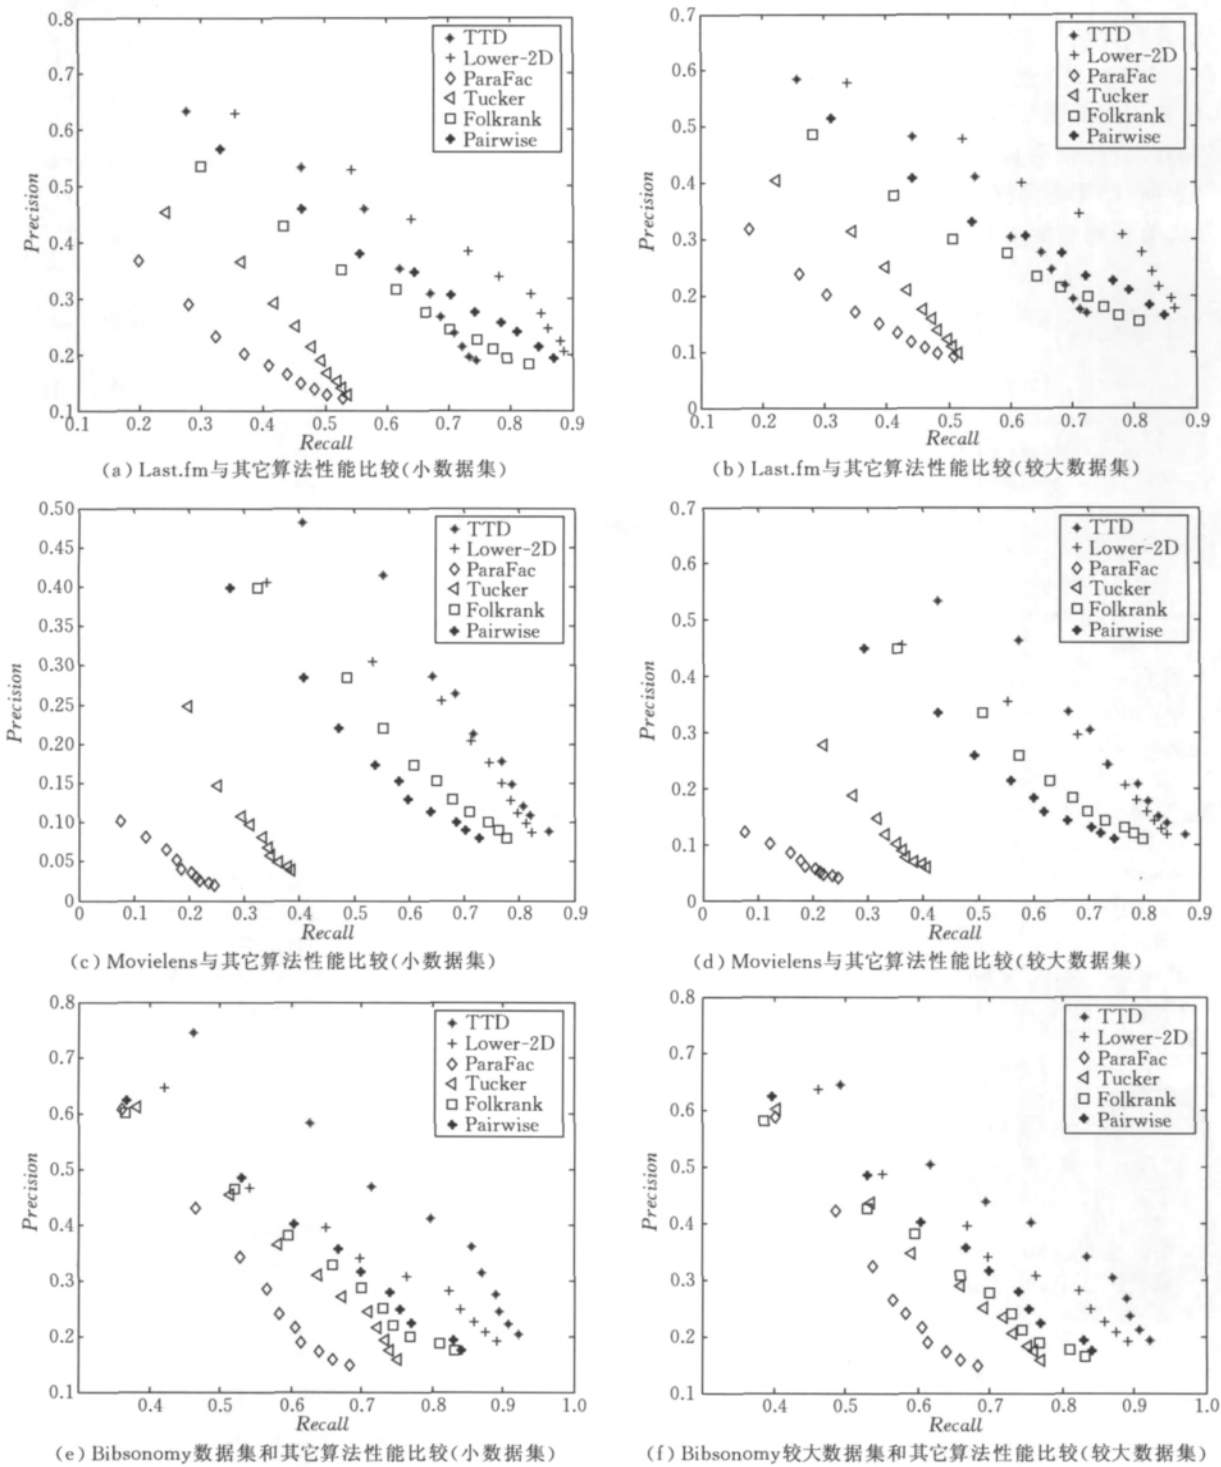 0.8
0.7
0.6
0.5
0.4
0.3
0.2
0.1
Precision
TTD
Lower-2D
ParaFac
Tucker
Folkrank
Pairwise
0.1 0.2 0.3 0.4 0.5 0.6 0.7 0.8 0.9
Recall
(a) Last.fm与其它算法性能比较(小数据集)
0.7
0.6
0.5
0.4
0.3
0.2
0.1
0
Precision
TTD
Lower-2D
ParaFac
Tucker
Folkrank
Pairwise
0.1 0.2 0.3 0.4 0.5 0.6 0.7 0.8 0.9
Recall
(b) Last.fm与其它算法性能比较(较大数据集)
0.50
0.45
0.40
0.35
0.30
0.25
0.20
0.15
0.10
0.05
0
Precision
TTD
Lower-2D
ParaFac
Tucker
Folkrank
Pairwise
0 0.1 0.2 0.3 0.4 0.5 0.6 0.7 0.8 0.9
Recall
(c) Movielens与其它算法性能比较(小数据集)
0.7
0.6
0.5
0.4
0.3
0.2
0.1
0
Precision
TTD
Lower-2D
ParaFac
Tucker
Folkrank
Pairwise
0 0.1 0.2 0.3 0.4 0.5 0.6 0.7 0.8 0.9
Recall
(d) Movielens与其它算法性能比较(较大数据集)
0.8
0.7
0.6
0.5
0.4
0.3
0.2
0.1
Precision
TTD
Lower-2D
ParaFac
Tucker
Folkrank
Pairwise
0.4 0.5 0.6 0.7 0.8 0.9 1.0
Recall
(e) Bibsonomy数据集和其它算法性能比较(小数据集)
0.8
0.7
0.6
0.5
0.4
0.3
0.2
0.1
Precision
TTD
Lower-2D
ParaFac
Tucker
Folkrank
Pairwise
0.4 0.5 0.6 0.7 0.8 0.9 1.0
Recall
(f) Bibsonomy较大数据集和其它算法性能比较(较大数据集)